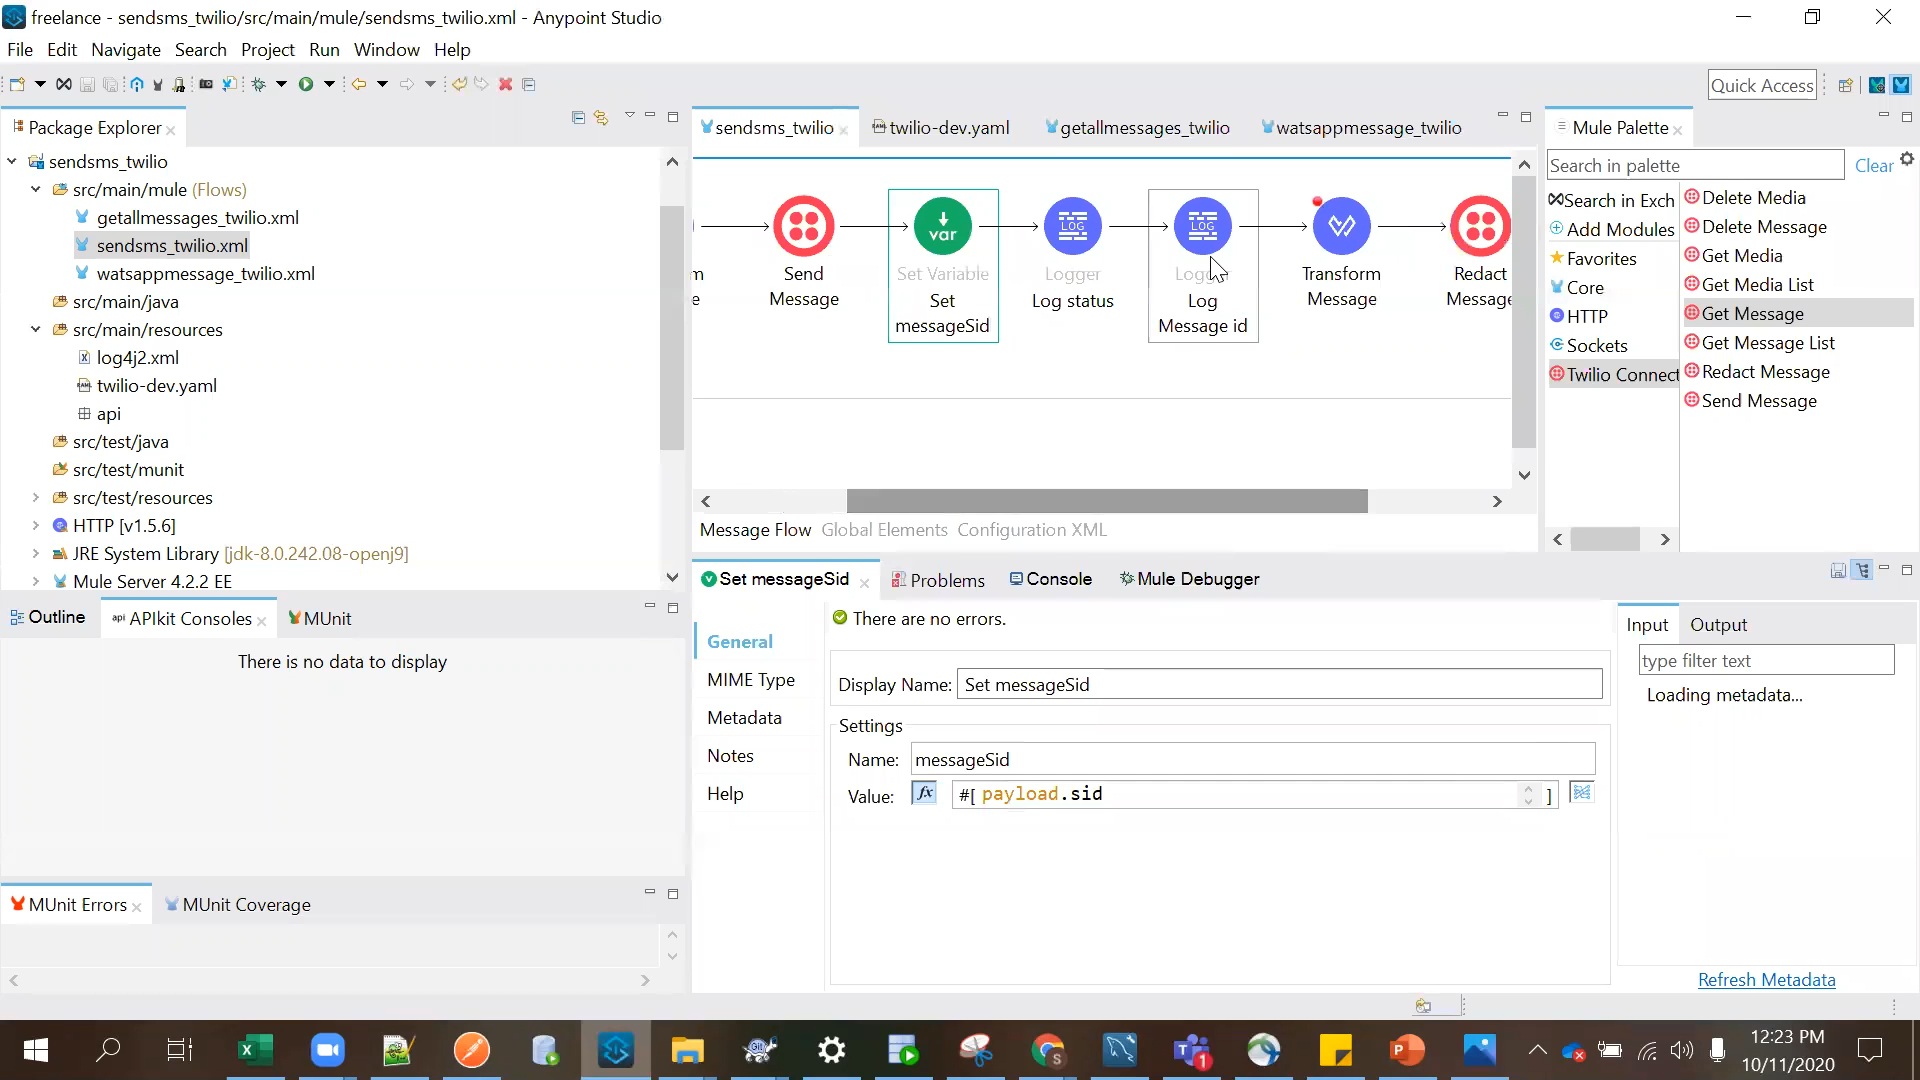 freelance - sendsms_twilio/src/main/mule/sendsms_twilio.xml - Anypoint Studio
File Edit Navigate Search Project Run Window Help
Quick Access
Package Explorer
sendsms_twilio
src/main/mule (Flows)
getallmessages_twilio.xml
sendsms_twilio.xml
watsappmessage_twilio.xml
src/main/java
src/main/resources
log4j2.xml
twilio-dev.yaml
api
src/test/java
src/test/munit
src/test/resources
HTTP [v1.5.6]
JRE System Library [jdk-8.0.242.08-openj9]
Mule Server 4.2.2 EE
Outline
api APIkit Consoles
MUnit
There is no data to display
MUnit Errors
MUnit Coverage
sendsms_twilio
twilio-dev.yaml
getallmessages_twilio
watsappmessage_twilio
m
e
Send
Message
var
Set Variable
Set
messageSid
LOG
Logger
Log status
LOG
Log
Message id
Transform
Message
Redact
Message
Message Flow Global Elements Configuration XML
Mule Palette
Search in palette
Clear
Search in Exch
Add Modules
Favorites
Core
HTTP
Sockets
Twilio Connect
Delete Media
Delete Message
Get Media
Get Media List
Get Message
Get Message List
Redact Message
Send Message
Set messageSid
Problems
Console
Mule Debugger
General
MIME Type
Metadata
Notes
Help
There are no errors.
Display Name: Set messageSid
Settings
Name: messageSid
Value: fx #[ payload.sid ]
Input
Output
type filter text
Loading metadata...
Refresh Metadata
12:23 PM
10/11/2020